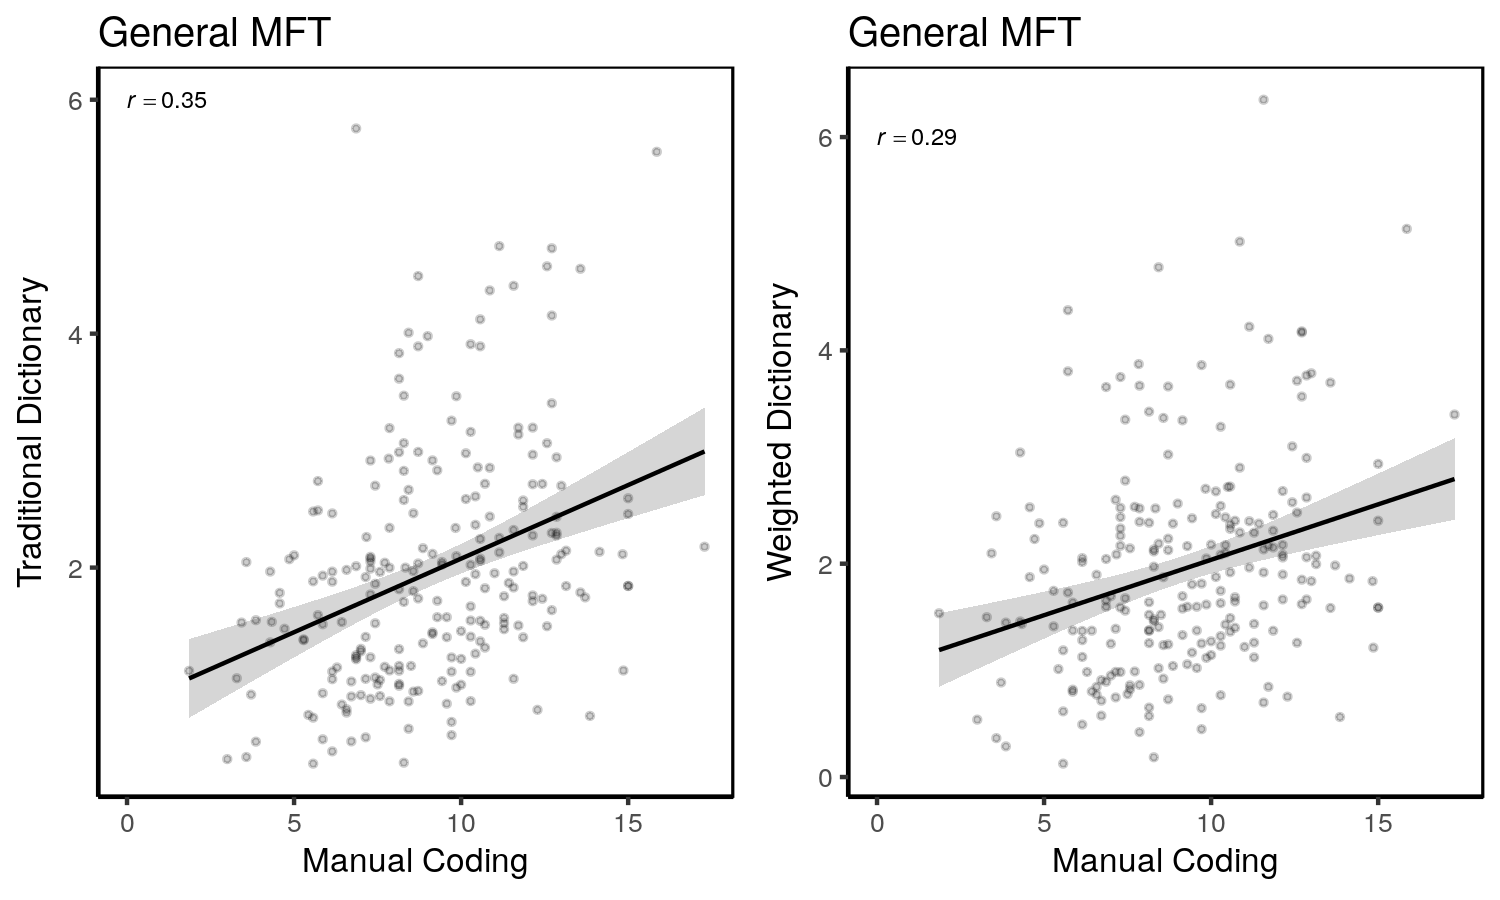 General MFT
r = 0.35
6
4
2
0
5
10
15
Traditional Dictionary
Manual Coding
General MFT
r = 0.29
6
4
2
0
0
5
10
15
Weighted Dictionary
Manual Coding